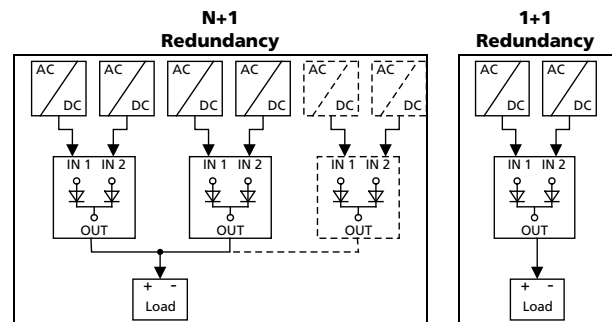 N+1
Redundancy
1+1
Redundancy
AC AC AC AC AC AC AC AC
DC DC DC DC DC DC DC DC
IN 1 IN 2 IN 1 IN 2 IN 1 IN 2 IN 1 IN 2
OUT OUT OUT OUT
+ - + -
Load Load